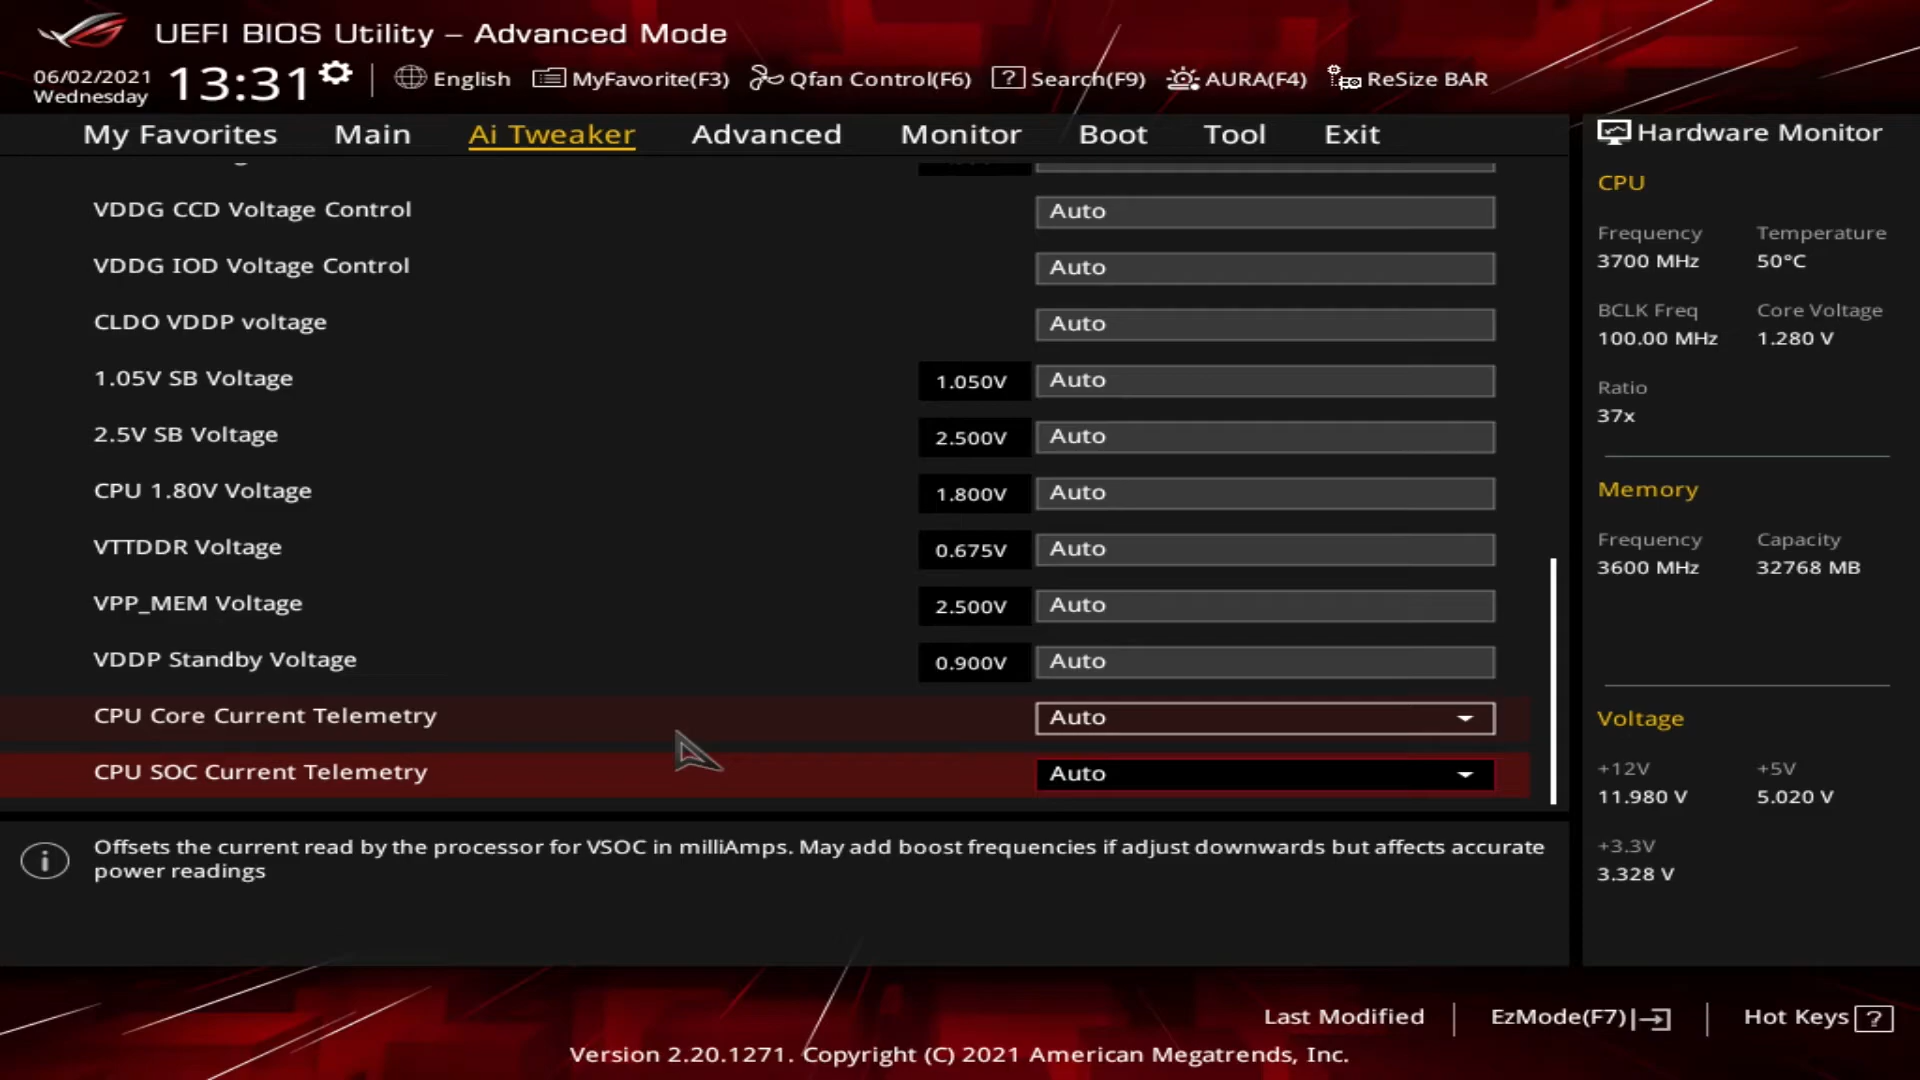 UEFI BIOS Utility – Advanced Mode
06/02/2021
Wednesday
13:31
English
MyFavorite(F3)
Qfan Control(F6)
? Search(F9)
AURA(F4)
ReSize BAR
My Favorites Main Ai Tweaker Advanced Monitor Boot Tool Exit
VDDG CCD Voltage Control Auto
VDDG IOD Voltage Control Auto
CLDO VDDP voltage Auto
1.05V SB Voltage 1.050V Auto
2.5V SB Voltage 2.500V Auto
CPU 1.80V Voltage 1.800V Auto
VTTDDR Voltage 0.675V Auto
VPP_MEM Voltage 2.500V Auto
VDDP Standby Voltage 0.900V Auto
CPU Core Current Telemetry Auto
CPU SOC Current Telemetry Auto
i
Offsets the current read by the processor for VSOC in milliAmps. May add boost frequencies if adjust downwards but affects accurate
power readings
Hardware Monitor
CPU
Frequency Temperature
3700 MHz 50°C
BCLK Freq Core Voltage
100.00 MHz 1.280 V
Ratio
37x
Memory
Frequency Capacity
3600 MHz 32768 MB
Voltage
+12V +5V
11.980 V 5.020 V
+3.3V
3.328 V
Last Modified
EzMode(F7)
Hot Keys ?
Version 2.20.1271. Copyright (C) 2021 American Megatrends, Inc.